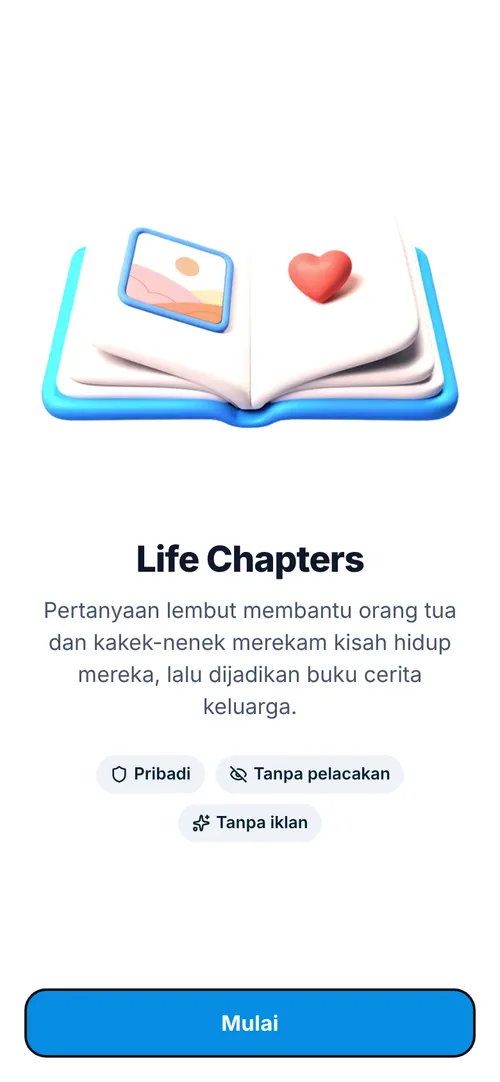 Life Chapters
Pertanyaan lembut membantu orang tua
dan kakek-nenek merekam kisah hidup
mereka, lalu dijadikan buku cerita
keluarga.
Pribadi
Tanpa pelacakan
Tanpa iklan
Mulai